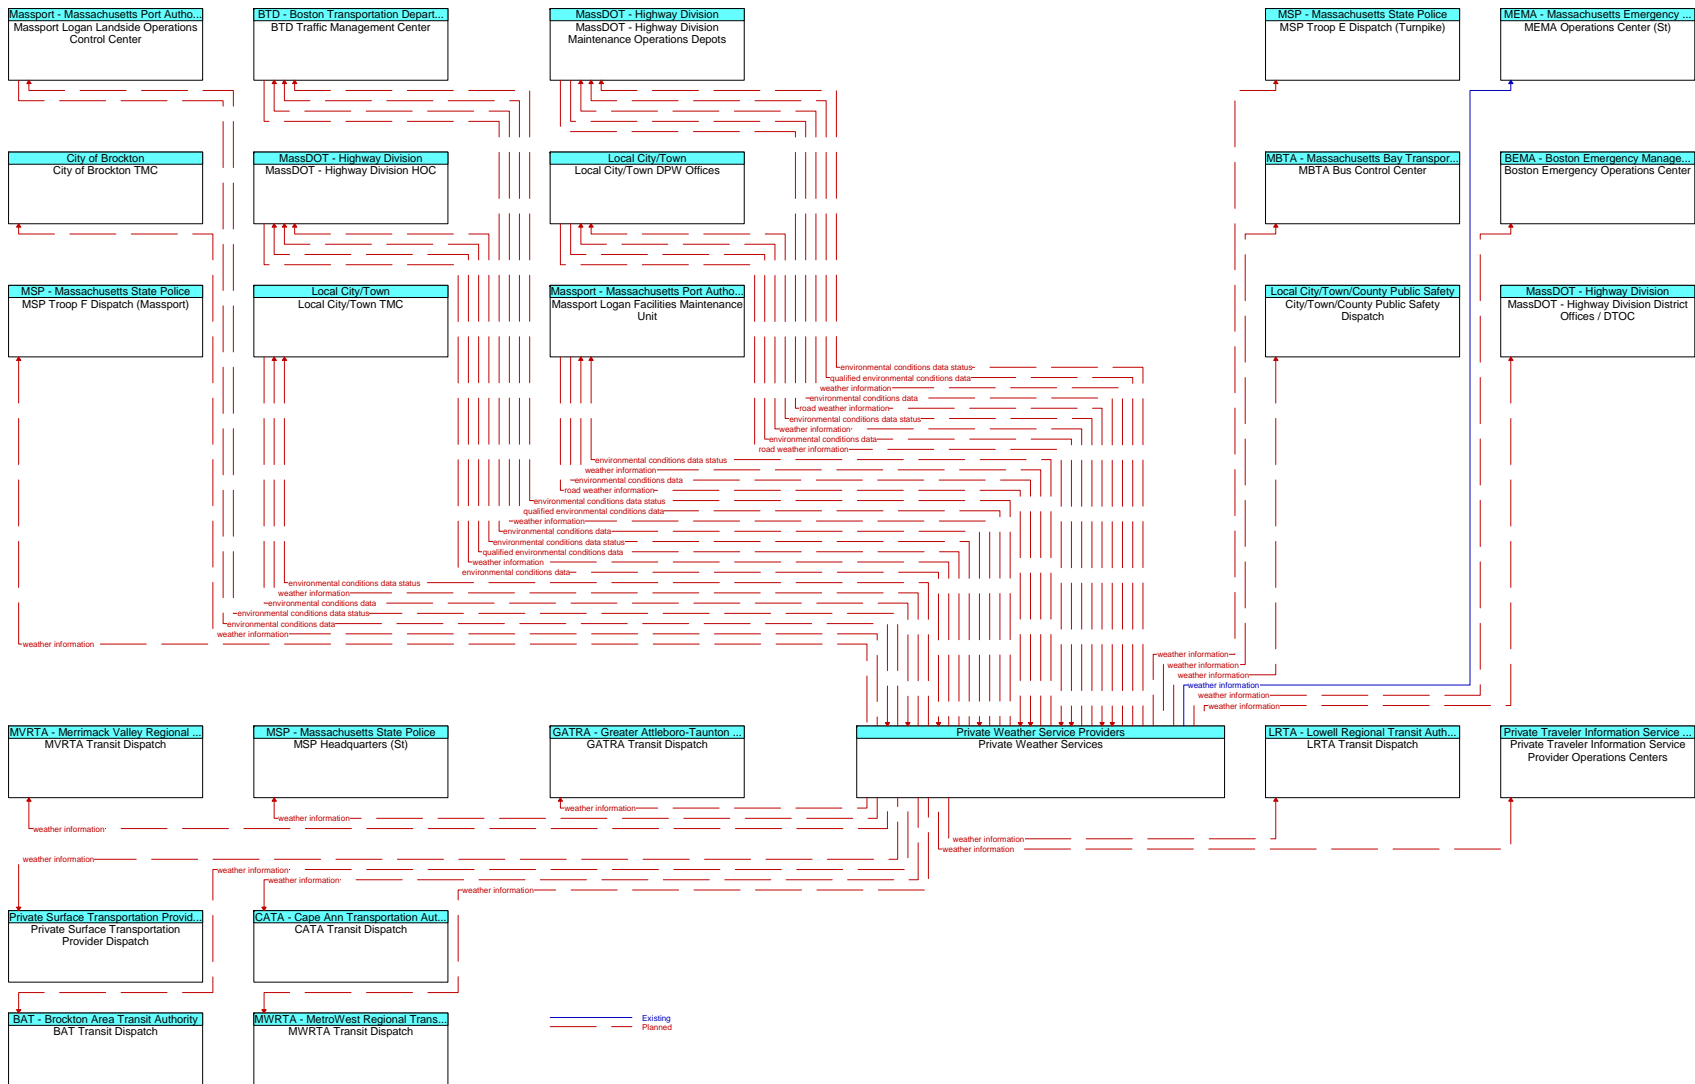 Massport - Massachusetts Port Autho...
Massport Logan Landside Operations
Control Center
BTD - Boston Transportation Depart...
BTD Traffic Management Center
MassDOT - Highway Division
MassDOT - Highway Division
Maintenance Operations Depots
MSP - Massachusetts State Police
MSP Troop E Dispatch (Turnpike)
MEMA - Massachusetts Emergency ...
MEMA Operations Center (St)
City of Brockton
City of Brockton TMC
MassDOT - Highway Division
MassDOT - Highway Division HOC
Local City/Town
Local City/Town DPW Offices
MBTA - Massachusetts Bay Transpor...
MBTA Bus Control Center
BEMA - Boston Emergency Manage...
Boston Emergency Operations Center
MSP - Massachusetts State Police
MSP Troop F Dispatch (Massport)
Local City/Town
Local City/Town TMC
Massport - Massachusetts Port Autho...
Massport Logan Facilities Maintenance
Unit
Local City/Town/County Public Safety
City/Town/County Public Safety
Dispatch
MassDOT - Highway Division
MassDOT - Highway Division District
Offices / DTOC
environmental conditions data status
qualified environmental conditions data
weather information
environmental conditions data
road weather information
environmental conditions data status
weather information
environmental conditions data
road weather information
environmental conditions data status
weather information
environmental conditions data
road weather information
environmental conditions data status
qualified environmental conditions data
weather information
environmental conditions data
environmental conditions data status
qualified environmental conditions data
weather information
environmental conditions data
environmental conditions data status
weather information
environmental conditions data
environmental conditions data status
environmental conditions data
weather information
weather information
weather information
weather information
weather information
weather information
weather information
weather information
MVRTA - Merrimack Valley Regional ...
MVRTA Transit Dispatch
MSP - Massachusetts State Police
MSP Headquarters (St)
GATRA - Greater Attleboro-Taunton ...
GATRA Transit Dispatch
Private Weather Service Providers
Private Weather Services
LRTA - Lowell Regional Transit Auth...
LRTA Transit Dispatch
Private Traveler Information Service ...
Private Traveler Information Service
Provider Operations Centers
weather information
weather information
weather information
weather information
weather information
weather information
weather information
weather information
weather information
Private Surface Transportation Provid...
Private Surface Transportation
Provider Dispatch
CATA - Cape Ann Transportation Aut...
CATA Transit Dispatch
BAT - Brockton Area Transit Authority
BAT Transit Dispatch
MWRTA - MetroWest Regional Trans...
MWRTA Transit Dispatch
Existing
Planned